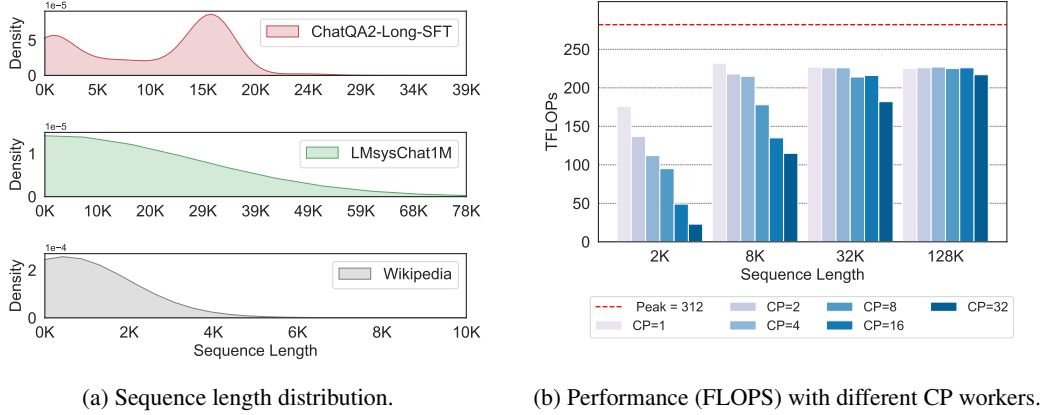 1e−5
Density
5
0
ChatQA2-Long-SFT
0K 5K 10K 15K 20K 24K 29K 34K 39K
1e−5
Density
1
0
LMsysChat1M
0K 10K 20K 29K 39K 49K 59K 68K 78K
1e−4
Density
2
0
Wikipedia
0K 2K 4K 6K 8K 10K
Sequence Length
(a) Sequence length distribution.
TFLOPs
250
200
150
100
50
0
2K 8K 32K 128K
Sequence Length
Peak = 312 CP=2 CP=8 CP=32
CP=1 CP=4 CP=16
(b) Performance (FLOPS) with different CP workers.